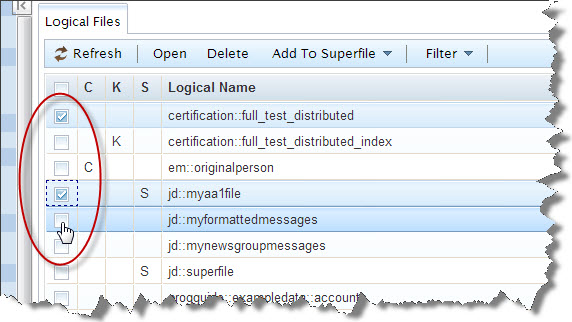 Logical Files
Refresh Open Delete Add To Superfile Filter
C K S Logical Name
certification::full_test_distributed
K certification::full_test_distributed_index
C em::originalperson
S jd::myaa1file
jd::myformattedmessages
jd::mynewsgroupmessages
S jd::superfile